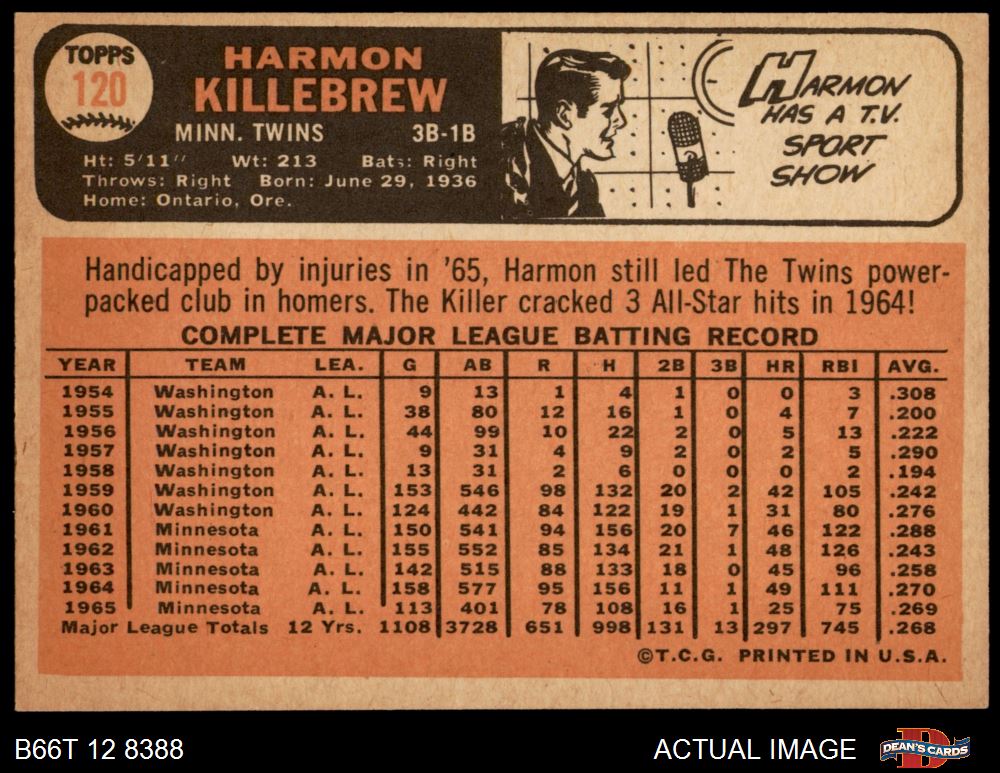 TOPPS
120
HARMON
KILLEBREW
MINN. TWINS 3B-1B
Ht: 5'11" Wt: 213 Bats: Right
Throws: Right Born: June 29, 1936
Home: Ontario, Ore.
HARMON
HAS A T.V.
SPORT
SHOW
Handicapped by injuries in '65, Harmon still led The Twins power-
packed club in homers. The Killer cracked 3 All-Star hits in 1964!
COMPLETE MAJOR LEAGUE BATTING RECORD
YEAR TEAM LEA. G AB R H 2B 3B HR RBI AVG.
1954 Washington A. L. 9 13 1 4 1 0 0 3 .308
1955 Washington A. L. 38 80 12 16 1 0 4 7 .200
1956 Washington A. L. 44 99 10 22 2 0 5 13 .222
1957 Washington A. L. 9 31 4 9 2 0 2 5 .290
1958 Washington A. L. 13 31 2 6 0 0 0 2 .194
1959 Washington A. L. 153 546 98 132 20 2 42 105 .242
1960 Washington A. L. 124 442 84 122 19 1 31 80 .276
1961 Minnesota A. L. 150 541 94 156 20 7 46 122 .288
1962 Minnesota A. L. 155 552 85 134 21 1 48 126 .243
1963 Minnesota A. L. 142 515 88 133 18 0 45 96 .258
1964 Minnesota A. L. 158 577 95 156 11 1 49 111 .270
1965 Minnesota A. L. 113 401 78 108 16 1 25 75 .269
Major League Totals 12 Yrs. 1108 3728 651 998 131 13 297 745 .268
©T.C.G. PRINTED IN U.S.A.
B66T 12 8388 ACTUAL IMAGE DEAN'S CARDS